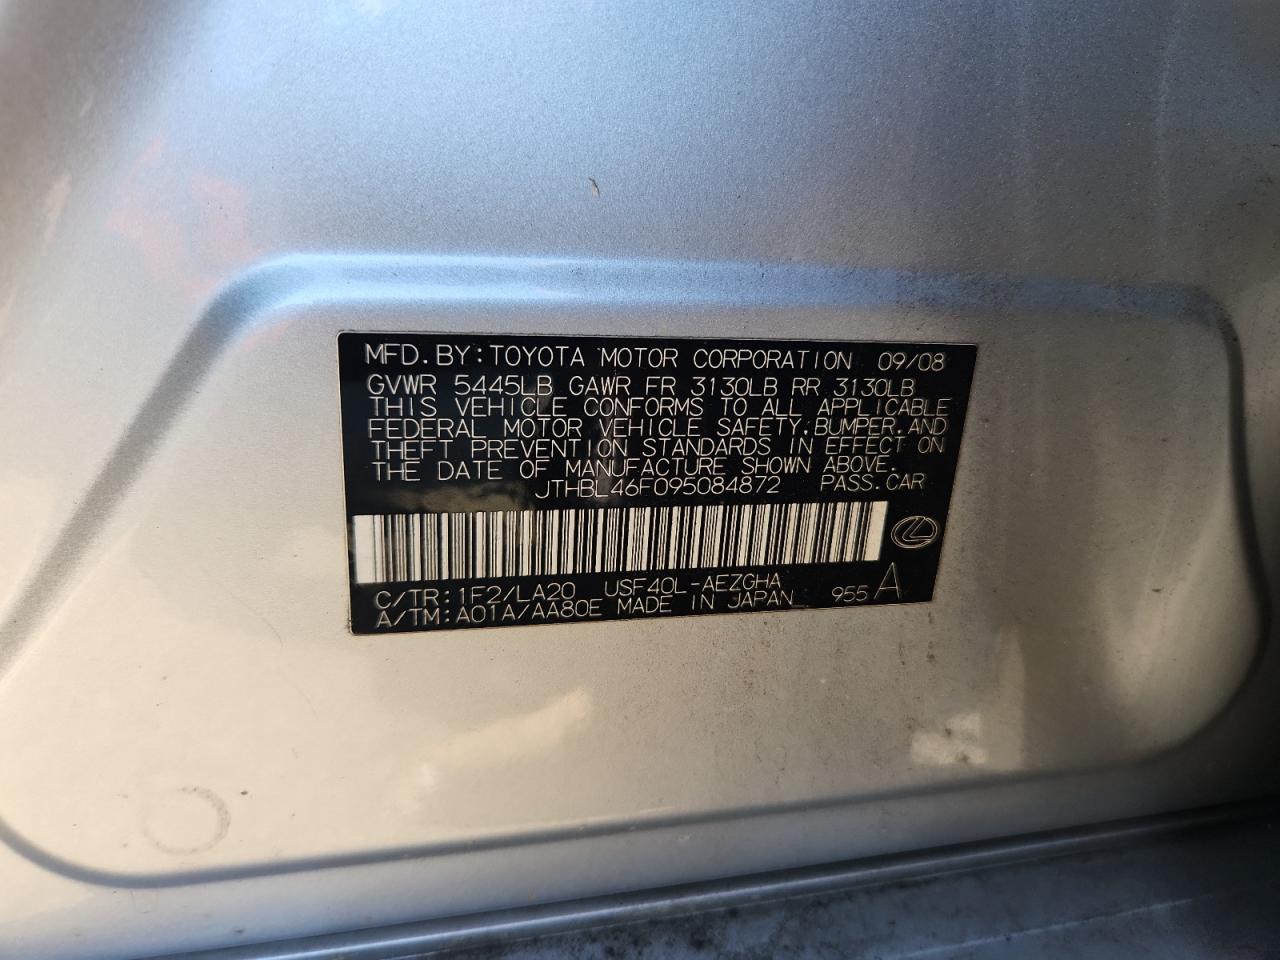 MFD.BY:TOYOTA MOTOR CORPORATION 09/08
GVWR 5445LB GAWR FR 3130LB RR 3130LB
THIS VEHICLE CONFORMS TO ALL APPLICABLE
FEDERAL MOTOR VEHICLE SAFETY,BUMPER,AND
THEFT PREVENTION STANDARDS IN EFFECT ON
THE DATE OF MANUFACTURE SHOWN ABOVE.
JTHBL46F095084872 PASS.CAR
C/TR:1F2/LA20 USF40L-AEZGHA
A/TM:A01A/AA80E MADE IN JAPAN 955 A